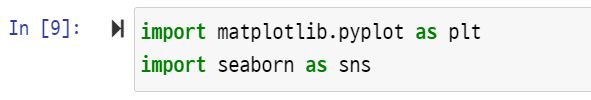 In [9]: import matplotlib.pyplot as plt
import seaborn as sns